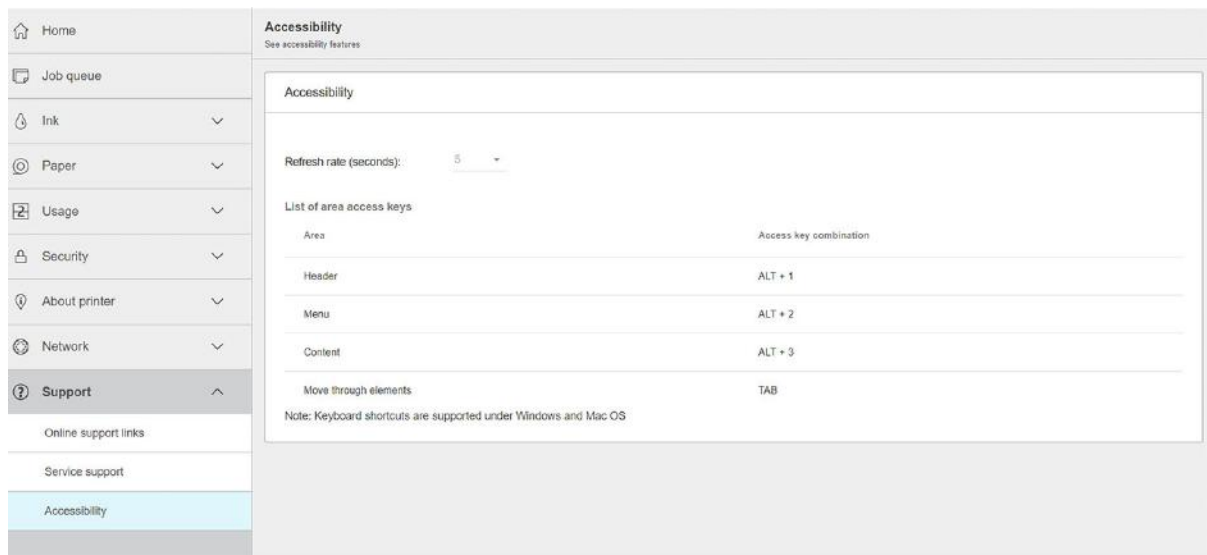 Home
Job queue
Ink
Paper
Usage
Security
About printer
Network
Support
Online support links
Service support
Accessibility
Accessibility
See accessibility features
Accessibility
Refresh rate (seconds): 5
List of area access keys
Area Access key combination
Header ALT + 1
Menu ALT + 2
Content ALT + 3
Move through elements TAB
Note: Keyboard shortcuts are supported under Windows and Mac OS